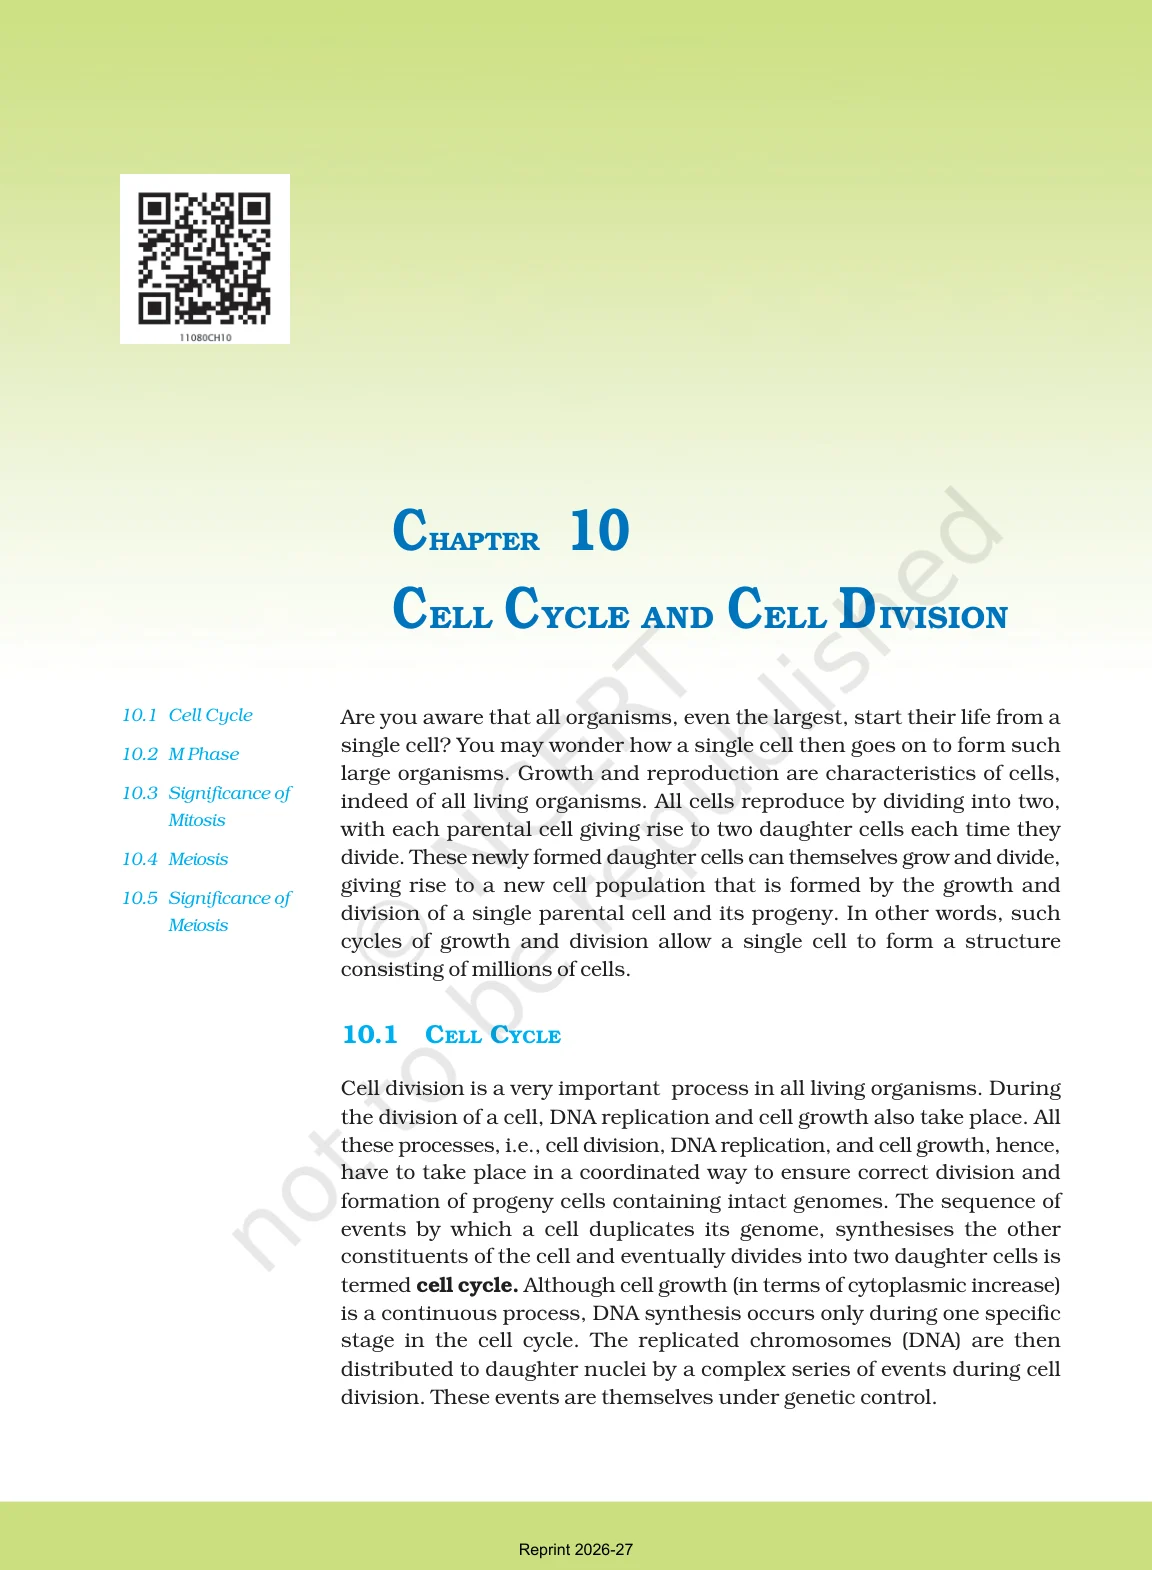 11080CH10
CHAPTER 10
CELL CYCLE AND CELL DIVISION
10.1 Cell Cycle
10.2 M Phase
10.3 Significance of
Mitosis
10.4 Meiosis
10.5 Significance of
Meiosis
Are you aware that all organisms, even the largest, start their life from a
single cell? You may wonder how a single cell then goes on to form such
large organisms. Growth and reproduction are characteristics of cells,
indeed of all living organisms. All cells reproduce by dividing into two,
with each parental cell giving rise to two daughter cells each time they
divide. These newly formed daughter cells can themselves grow and divide,
giving rise to a new cell population that is formed by the growth and
division of a single parental cell and its progeny. In other words, such
cycles of growth and division allow a single cell to form a structure
consisting of millions of cells.
10.1 CELL CYCLE
Cell division is a very important process in all living organisms. During
the division of a cell, DNA replication and cell growth also take place. All
these processes, i.e., cell division, DNA replication, and cell growth, hence,
have to take place in a coordinated way to ensure correct division and
formation of progeny cells containing intact genomes. The sequence of
events by which a cell duplicates its genome, synthesises the other
constituents of the cell and eventually divides into two daughter cells is
termed cell cycle. Although cell growth (in terms of cytoplasmic increase)
is a continuous process, DNA synthesis occurs only during one specific
stage in the cell cycle. The replicated chromosomes (DNA) are then
distributed to daughter nuclei by a complex series of events during cell
division. These events are themselves under genetic control.
© NCERT
not to be republished
Reprint 2026-27